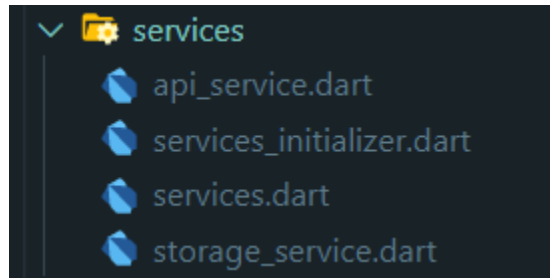 services
api_service.dart
services_initializer.dart
services.dart
storage_service.dart